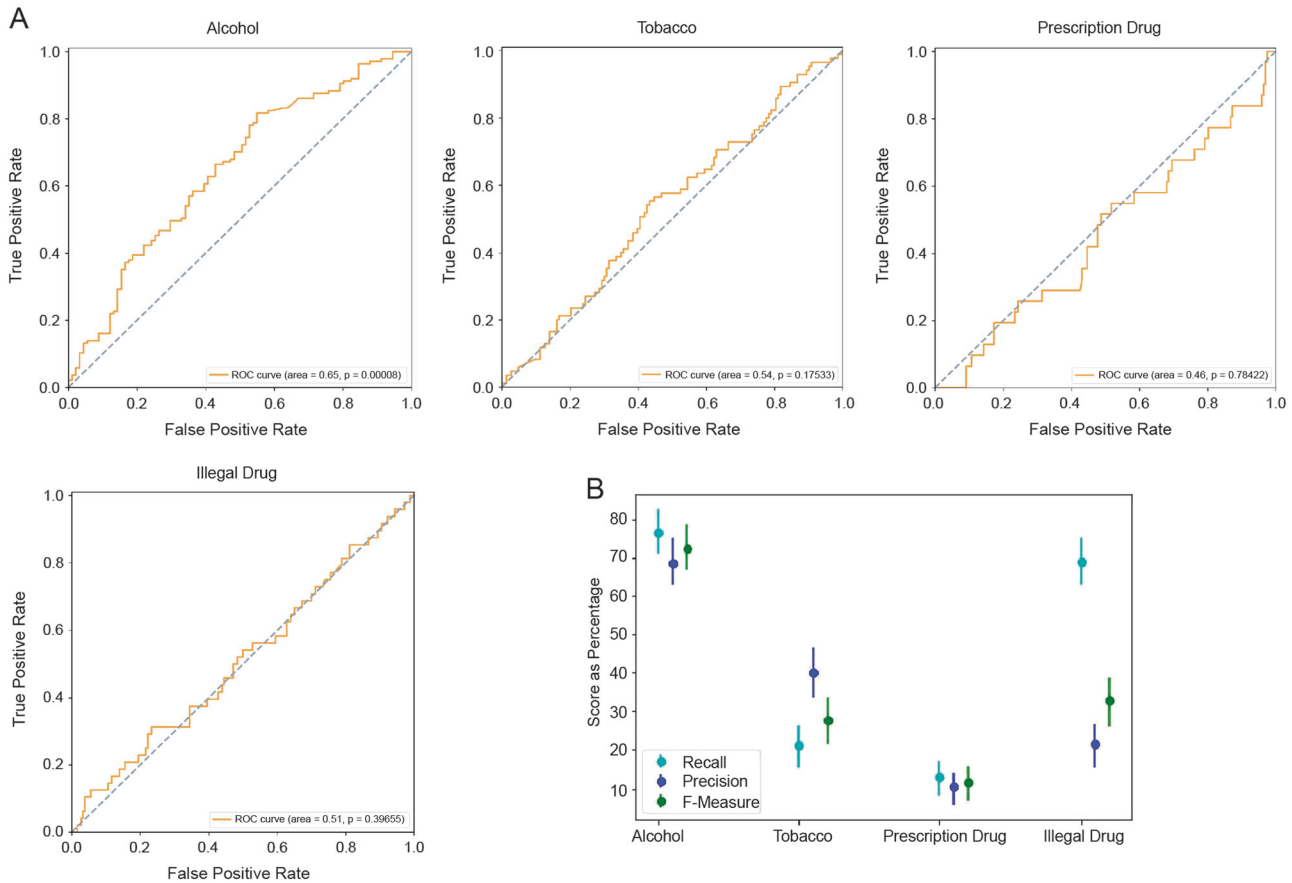 A
Alcohol
True Positive Rate
1.0
0.8
0.6
0.4
0.2
0.0
ROC curve (area = 0.65, p = 0.00008)
0.0 0.2 0.4 0.6 0.8 1.0
False Positive Rate
Tobacco
True Positive Rate
1.0
0.8
0.6
0.4
0.2
0.0
ROC curve (area = 0.54, p = 0.17533)
0.0 0.2 0.4 0.6 0.8 1.0
False Positive Rate
Prescription Drug
True Positive Rate
1.0
0.8
0.6
0.4
0.2
0.0
ROC curve (area = 0.46, p = 0.78422)
0.0 0.2 0.4 0.6 0.8 1.0
False Positive Rate
Illegal Drug
True Positive Rate
1.0
0.8
0.6
0.4
0.2
0.0
ROC curve (area = 0.51, p = 0.39655)
0.0 0.2 0.4 0.6 0.8 1.0
False Positive Rate
B
Score as Percentage
80
70
60
50
40
30
20
10
Recall
Precision
F-Measure
Alcohol Tobacco Prescription Drug Illegal Drug